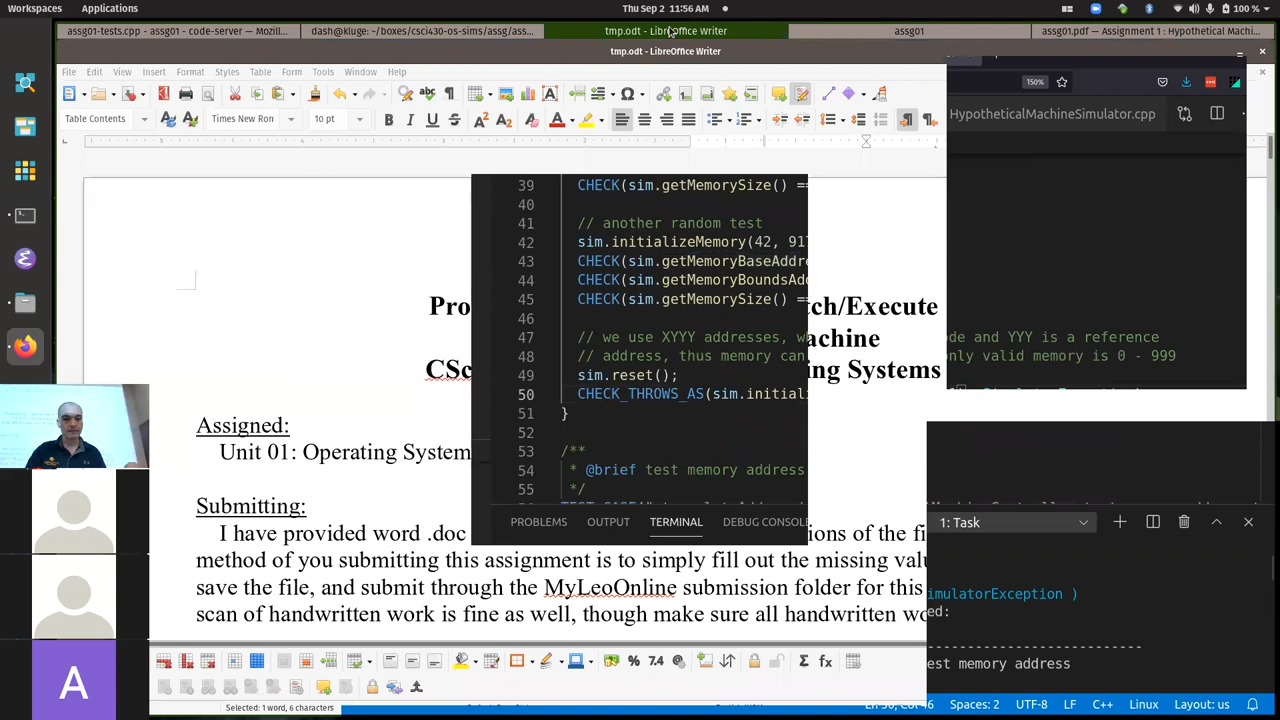 Workspaces Applications Thu Sep 2 11:56 AM 100 %
assg01-tests.cpp - assg01 - code-server — Mozill... dash@kluge: ~/boxes/csci430-os-sims/assg/ass... tmp.odt - LibreOffice Writer assg01 assg01.pdf — Assignment 1 : Hypothetical Machi...
tmp.odt - LibreOffice Writer
File Edit View Insert Format Styles Table Form Tools Window Help
150%
Table Contents Times New Ron 10 pt
HypotheticalMachineSimulator.cpp
39 CHECK(sim.getMemorySize() ==
40
41 // another random test
42 sim.initializeMemory(42, 917
43 CHECK(sim.getMemoryBaseAddre
44 CHECK(sim.getMemoryBoundsAdd
45 CHECK(sim.getMemorySize() ==
46
47 // we use XYYY addresses, w
48 // address, thus memory can
49 sim.reset();
50 CHECK_THROWS_AS(sim.initiali
51 }
52
53 /**
54 * @brief test memory address
55 */
ode and YYY is a reference
only valid memory is 0 - 999
Pro tch/Execute
achine
CSc ing Systems
Assigned:
Unit 01: Operating System
Submitting:
I have provided word .doc ions of the fi
method of you submitting this assignment is to simply fill out the missing valu
save the file, and submit through the MyLeoOnline submission folder for this
scan of handwritten work is fine as well, though make sure all handwritten wo
PROBLEMS OUTPUT TERMINAL DEBUG CONSOLE
1: Task
imulatorException )
ed:
-----------------------------
est memory address
A
Selected: 1 word, 6 characters
Ln 50, Col 46 Spaces: 2 UTF-8 LF C++ Linux Layout: us